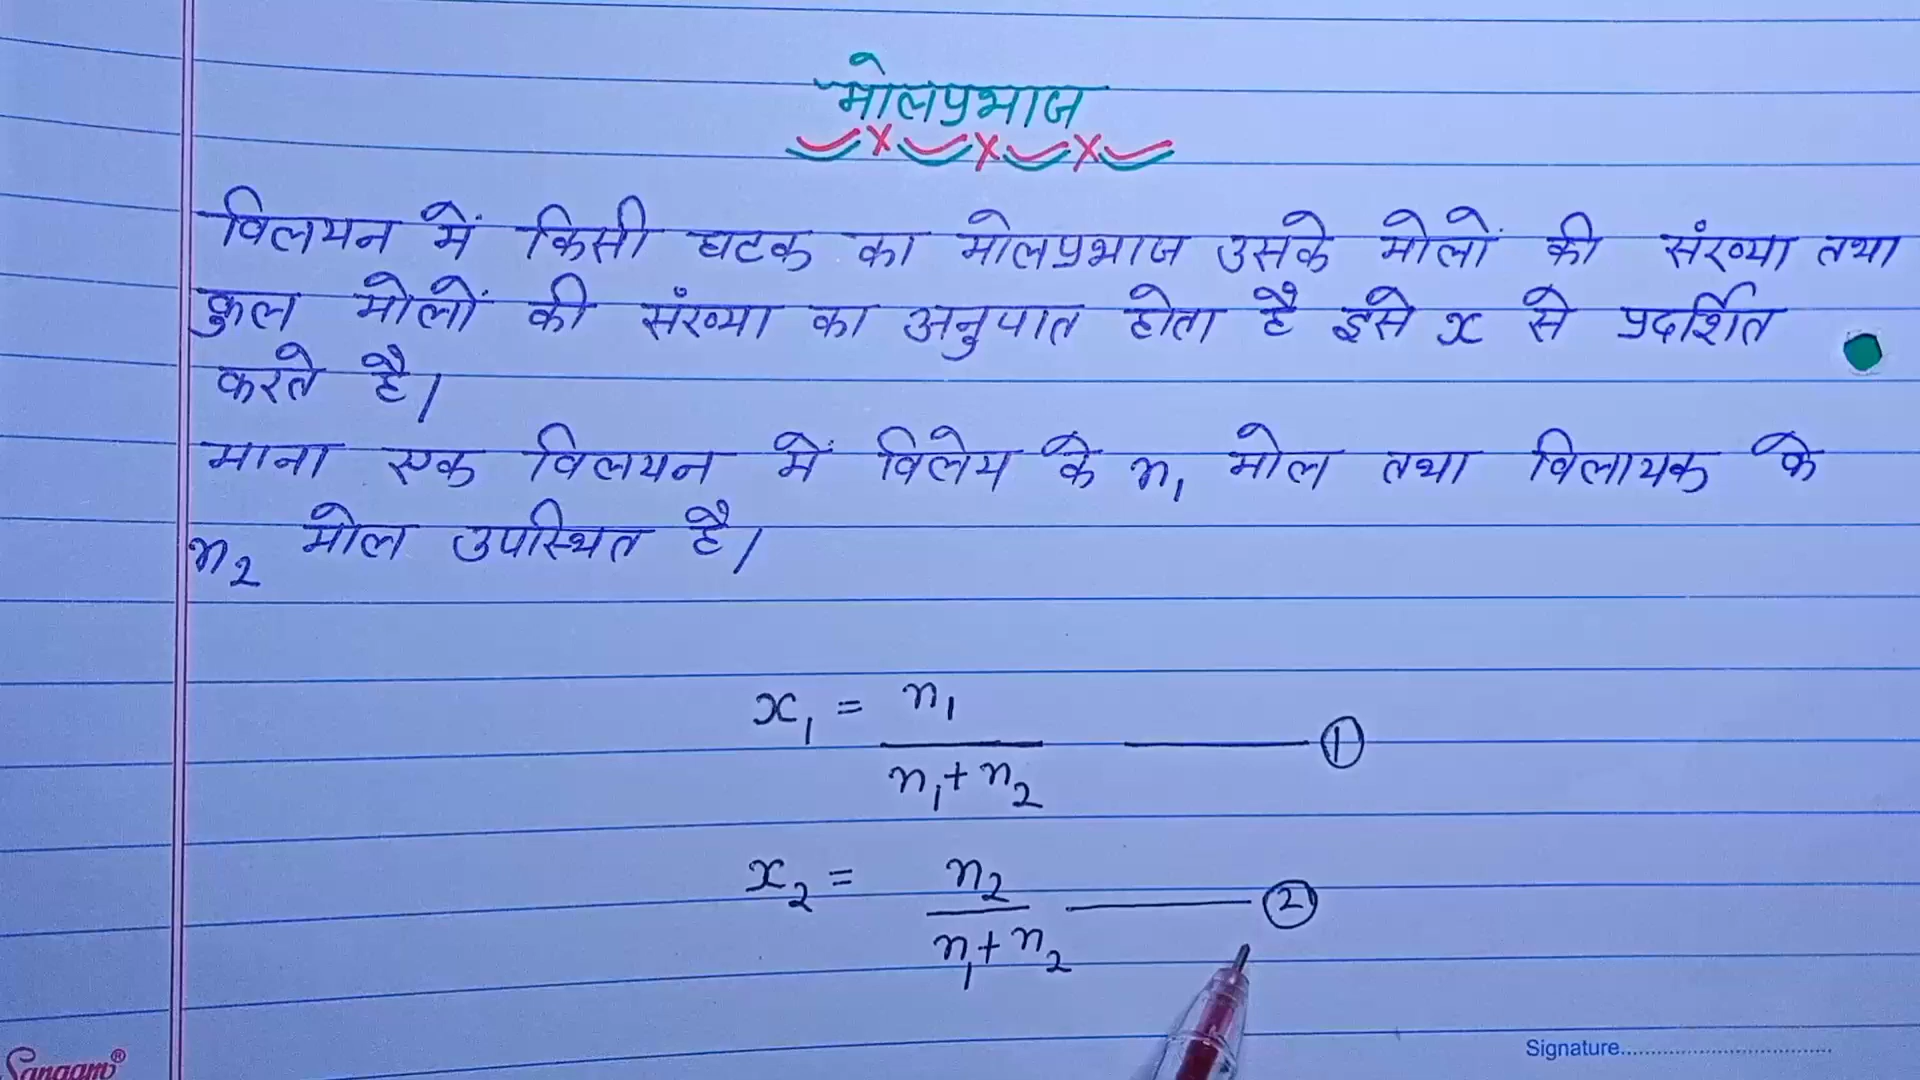 मोलप्रभाज
विलयन में किसी घटक का मोलप्रभाज उसके मोलों की संख्या तथा
कुल मोलों की संख्या का अनुपात होता है इसे x से प्रदर्शित
करते है।
माना एक विलयन में विलेय के n₁ मोल तथा विलायक के
n₂ मोल उपस्थित है।
x₁ = n₁
n₁ + n₂ ——— ①
x₂ = n₂
n₁ + n₂ ——— ②
Signature.................................
Sangam®